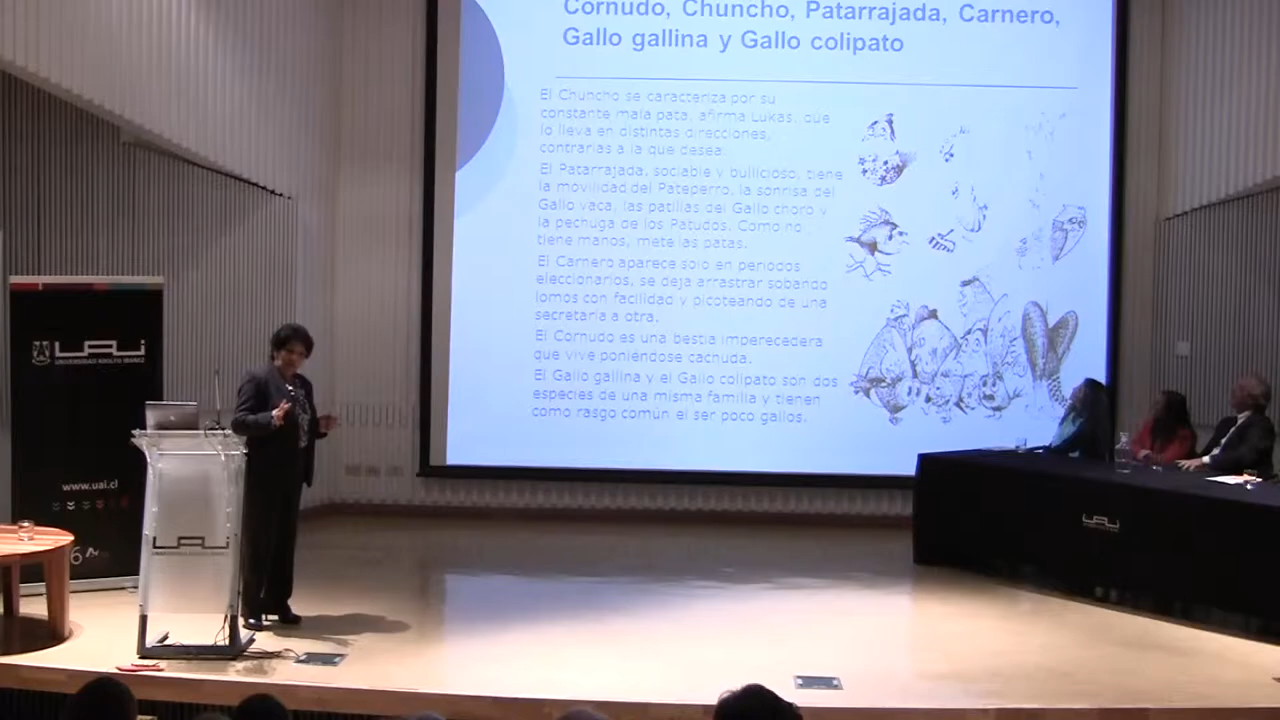 Cornudo, Chuncho, Patarrajada, Carnero,
Gallo gallina y Gallo colipato
El Chuncho se caracteriza por su
constante mala pata, afirma Lukas, que
lo lleva en distintas direcciones,
contrarias a la que desea.
El Patarrajada, sociable y bullicioso, tiene
la movilidad del Pateperro, la sonrisa del
Gallo vaca, las patillas del Gallo choro y
la pechuga de los Patudos. Como no
tiene manos, mete las patas.
El Carnero aparece solo en periodos
eleccionarios, se deja arrastrar sobando
lomos con facilidad y picoteando de una
secretaría a otra.
El Cornudo es una bestia imperecedera
que vive poniéndose cachuda.
El Gallo gallina y el Gallo colipato son dos
especies de una misma familia y tienen
como rasgo común el ser poco gallos.
UAI
UNIVERSIDAD ADOLFO IBÁÑEZ
www.uai.cl
UAI
UAI